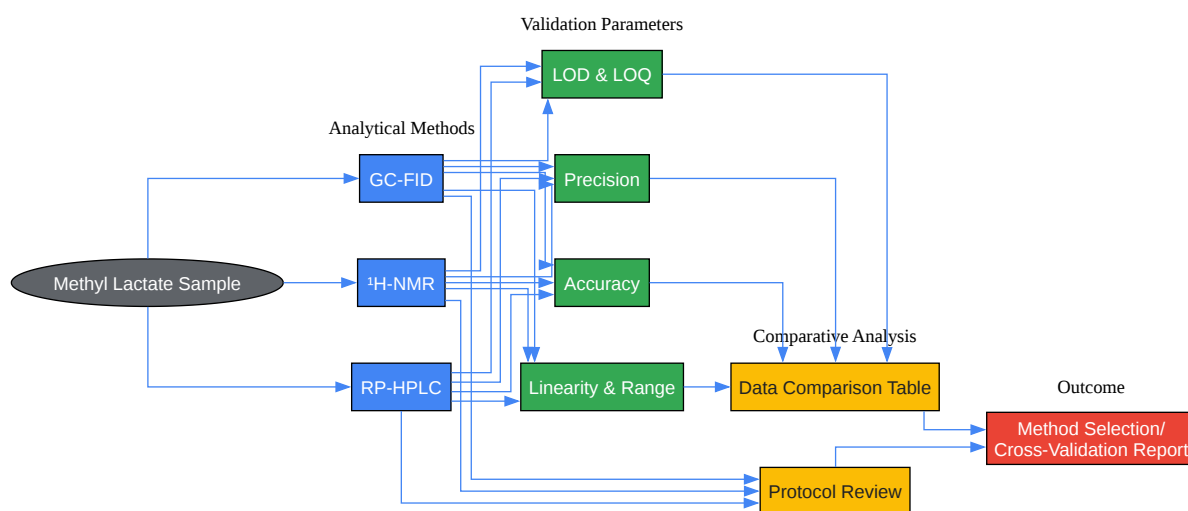 Validation Parameters
LOD & LOQ
Analytical Methods
GC-FID
Precision
Methyl Lactate Sample
¹H-NMR
Accuracy
Comparative Analysis
RP-HPLC
Linearity & Range
Data Comparison Table
Outcome
Method Selection/
Cross-Validation Report
Protocol Review